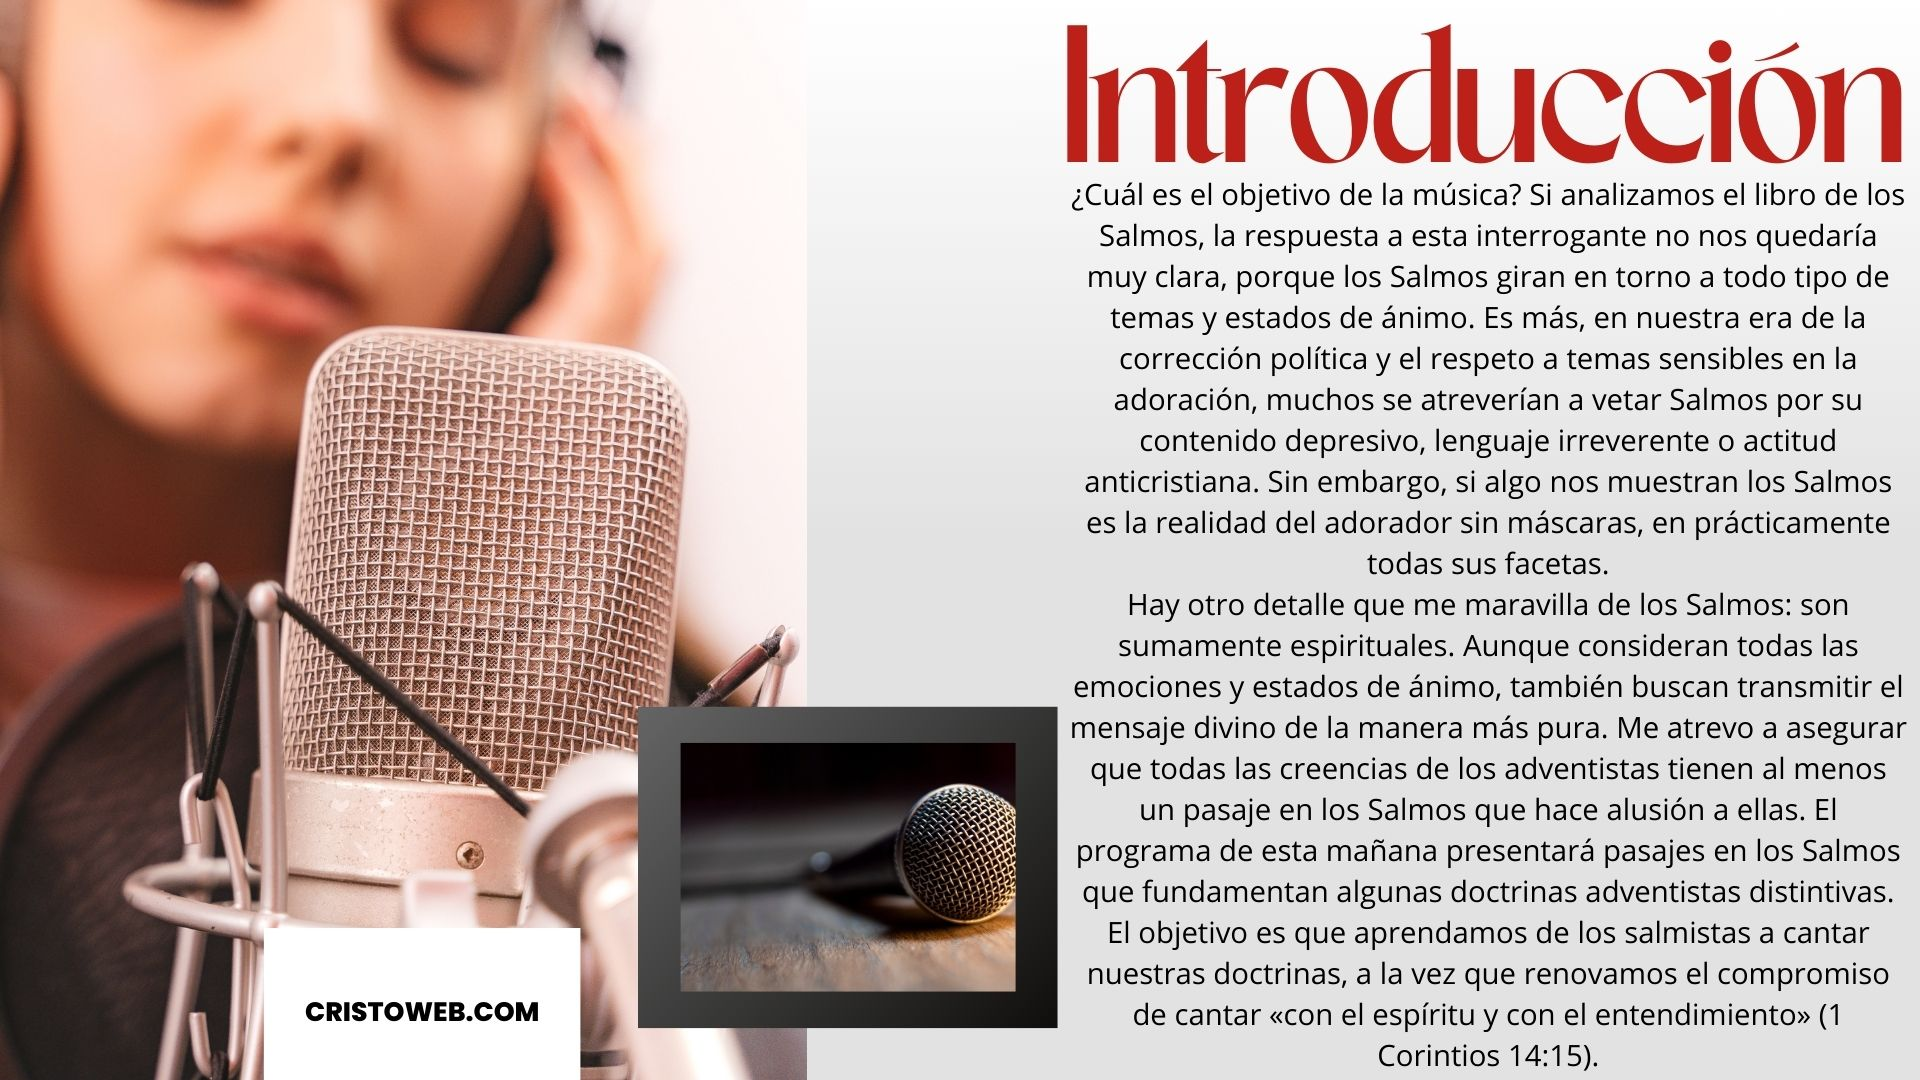 Introducción
¿Cuál es el objetivo de la música? Si analizamos el libro de los
Salmos, la respuesta a esta interrogante no nos quedaría
muy clara, porque los Salmos giran en torno a todo tipo de
temas y estados de ánimo. Es más, en nuestra era de la
corrección política y el respeto a temas sensibles en la
adoración, muchos se atreverían a vetar Salmos por su
contenido depresivo, lenguaje irreverente o actitud
anticristiana. Sin embargo, si algo nos muestran los Salmos
es la realidad del adorador sin máscaras, en prácticamente
todas sus facetas.
Hay otro detalle que me maravilla de los Salmos: son
sumamente espirituales. Aunque consideran todas las
emociones y estados de ánimo, también buscan transmitir el
mensaje divino de la manera más pura. Me atrevo a asegurar
que todas las creencias de los adventistas tienen al menos
un pasaje en los Salmos que hace alusión a ellas. El
programa de esta mañana presentará pasajes en los Salmos
que fundamentan algunas doctrinas adventistas distintivas.
El objetivo es que aprendamos de los salmistas a cantar
nuestras doctrinas, a la vez que renovamos el compromiso
de cantar «con el espíritu y con el entendimiento» (1
Corintios 14:15).
CRISTOWEB.COM